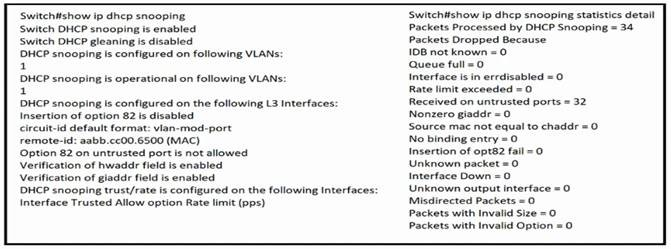 Switch#show ip dhcp snooping
Switch DHCP snooping is enabled
Switch DHCP gleaning is disabled
DHCP snooping is configured on following VLANs:
1
DHCP snooping is operational on following VLANs:
1
DHCP snooping is configured on the following L3 Interfaces:
Insertion of option 82 is disabled
circuit-id default format: vlan-mod-port
remote-id: aabb.cc00.6500 (MAC)
Option 82 on untrusted port is not allowed
Verification of hwaddr field is enabled
Verification of giaddr field is enabled
DHCP snooping trust/rate is configured on the following Interfaces:
Interface Trusted Allow option Rate limit (pps)
Switch#show ip dhcp snooping statistics detail
Packets Processed by DHCP Snooping = 34
Packets Dropped Because
IDB not known = 0
Queue full = 0
Interface is in errdisabled = 0
Rate limit exceeded = 0
Received on untrusted ports = 32
Nonzero giaddr = 0
Source mac not equal to chaddr = 0
No binding entry = 0
Insertion of opt82 fail = 0
Unknown packet = 0
Interface Down = 0
Unknown output interface = 0
Misdirected Packets = 0
Packets with Invalid Size = 0
Packets with Invalid Option = 0